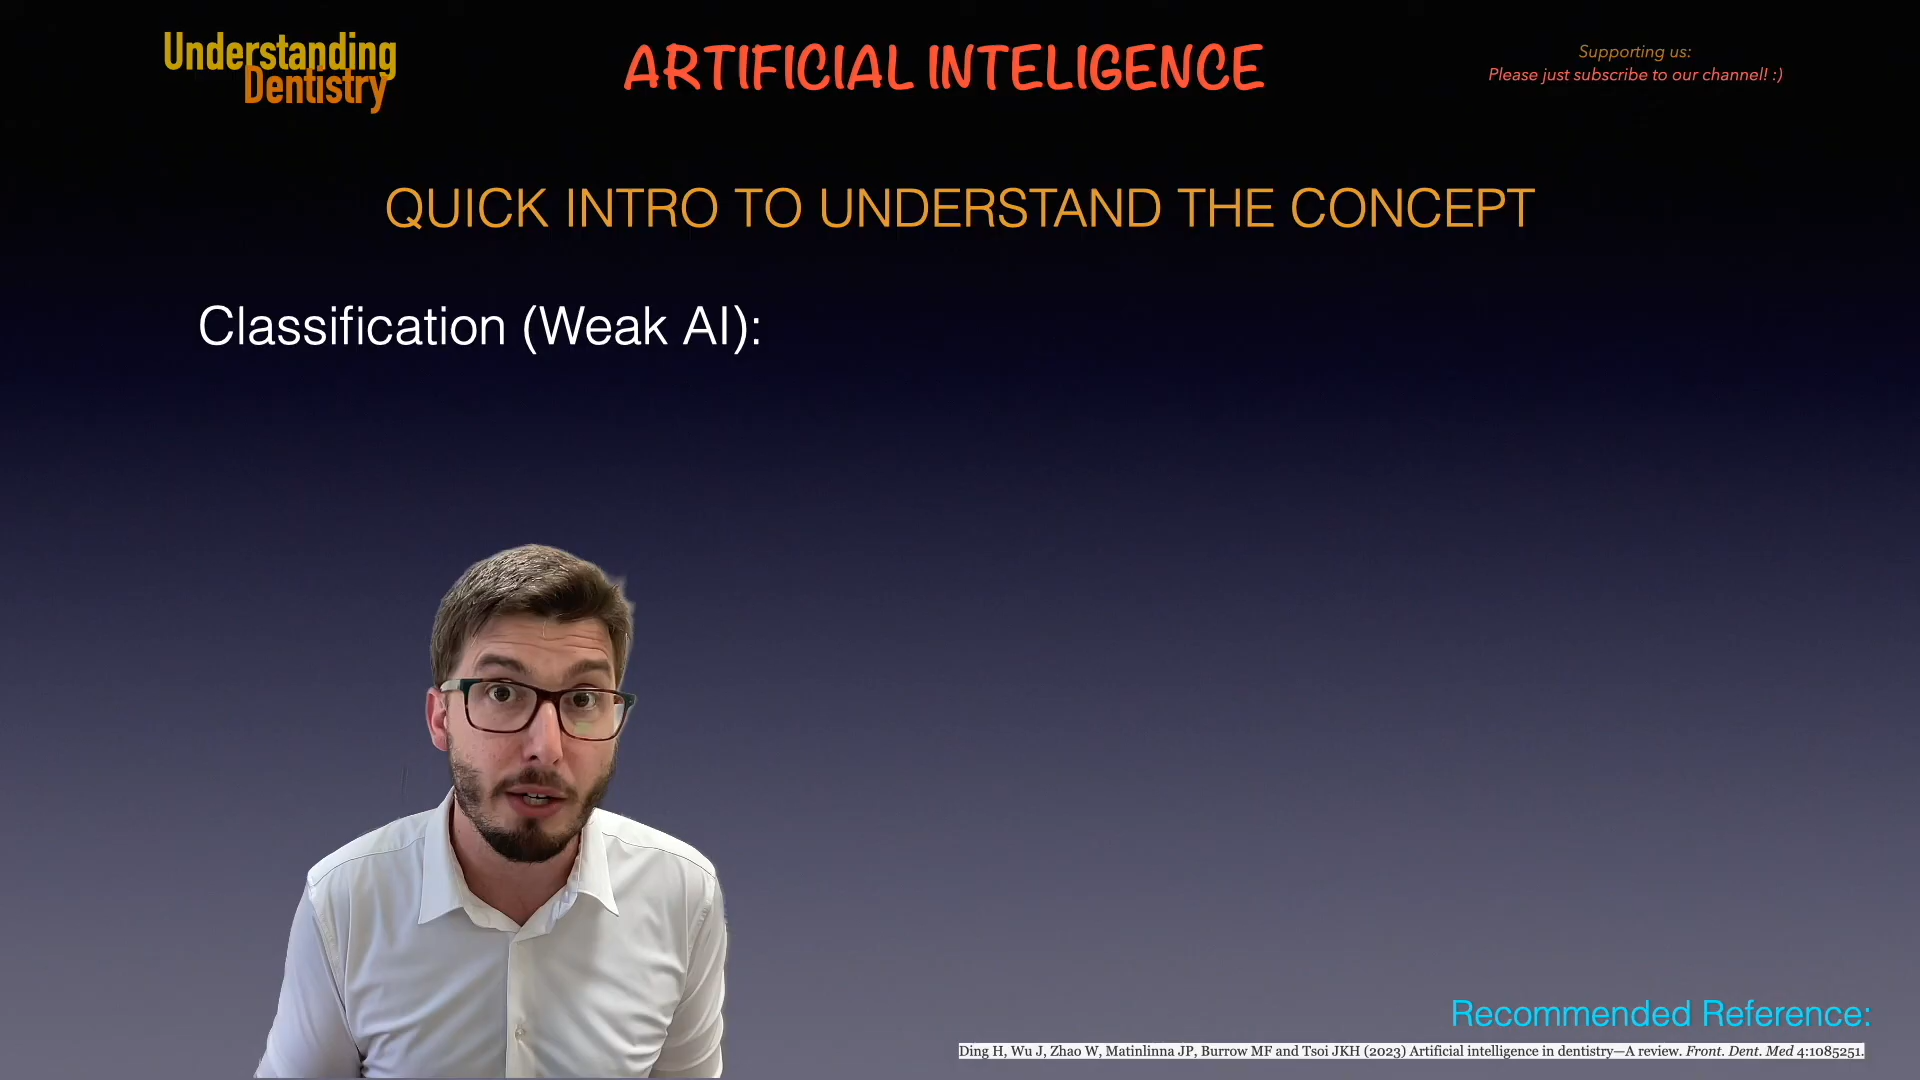 Understanding
Dentistry
ARTIFICIAL INTELIGENCE
Supporting us:
Please just subscribe to our channel! :)
QUICK INTRO TO UNDERSTAND THE CONCEPT
Classification (Weak AI):
Recommended Reference:
Ding H, Wu J, Zhao W, Matinlinna JP, Burrow MF and Tsoi JKH (2023) Artificial intelligence in dentistry—A review. Front. Dent. Med 4:1085251.